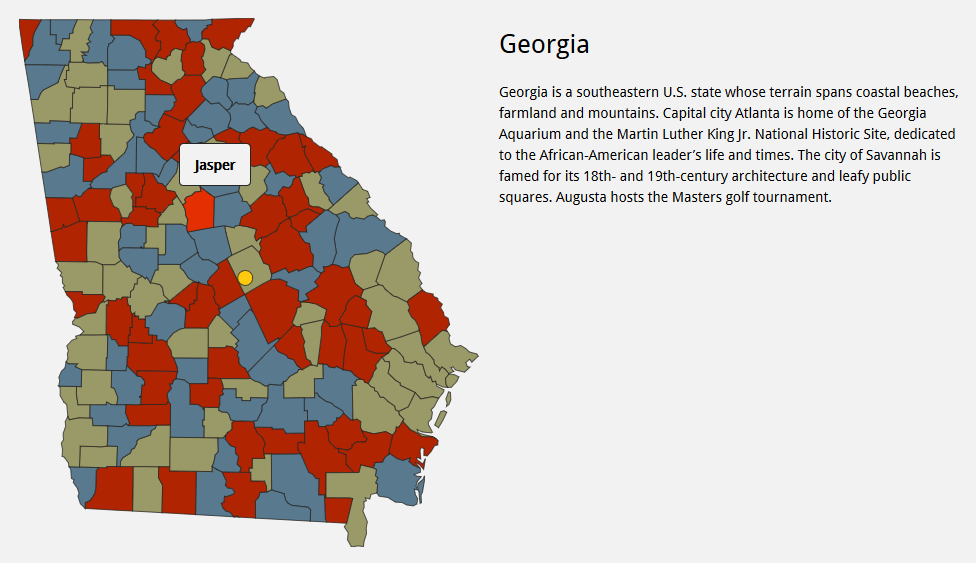 Jasper
Georgia
Georgia is a southeastern U.S. state whose terrain spans coastal beaches,
farmland and mountains. Capital city Atlanta is home of the Georgia
Aquarium and the Martin Luther King Jr. National Historic Site, dedicated
to the African-American leader’s life and times. The city of Savannah is
famed for its 18th- and 19th-century architecture and leafy public
squares. Augusta hosts the Masters golf tournament.